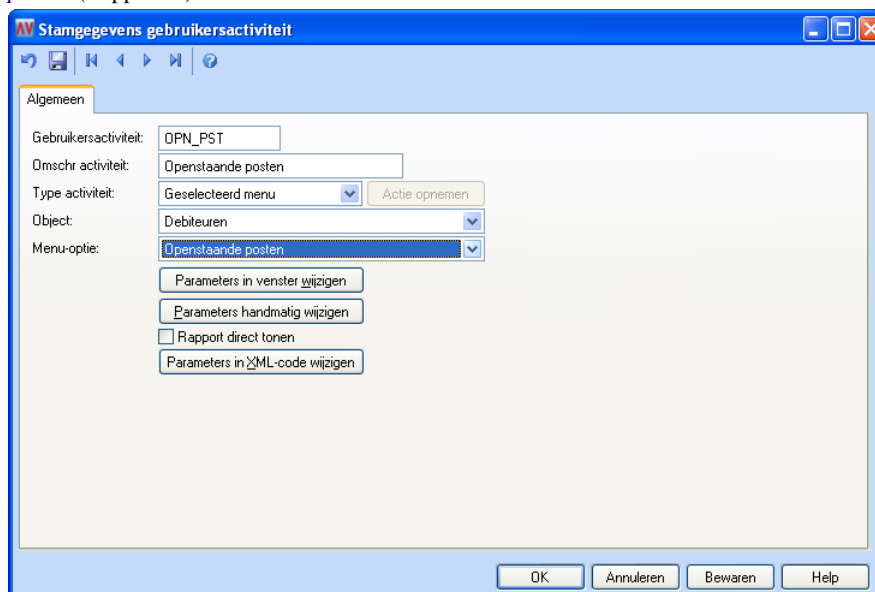 Stamgegevens gebruikersactiviteit
Algemeen
Gebruikersactiviteit: OPN_PST
Omschr activiteit: Openstaande posten
Type activiteit: Geselecteerd menu Actie opnemen
Object: Debiteuren
Menu-optie: Openstaande posten
Parameters in venster wijzigen
Parameters handmatig wijzigen
Rapport direct tonen
Parameters in XML-code wijzigen
OK Annuleren Bewaren Help